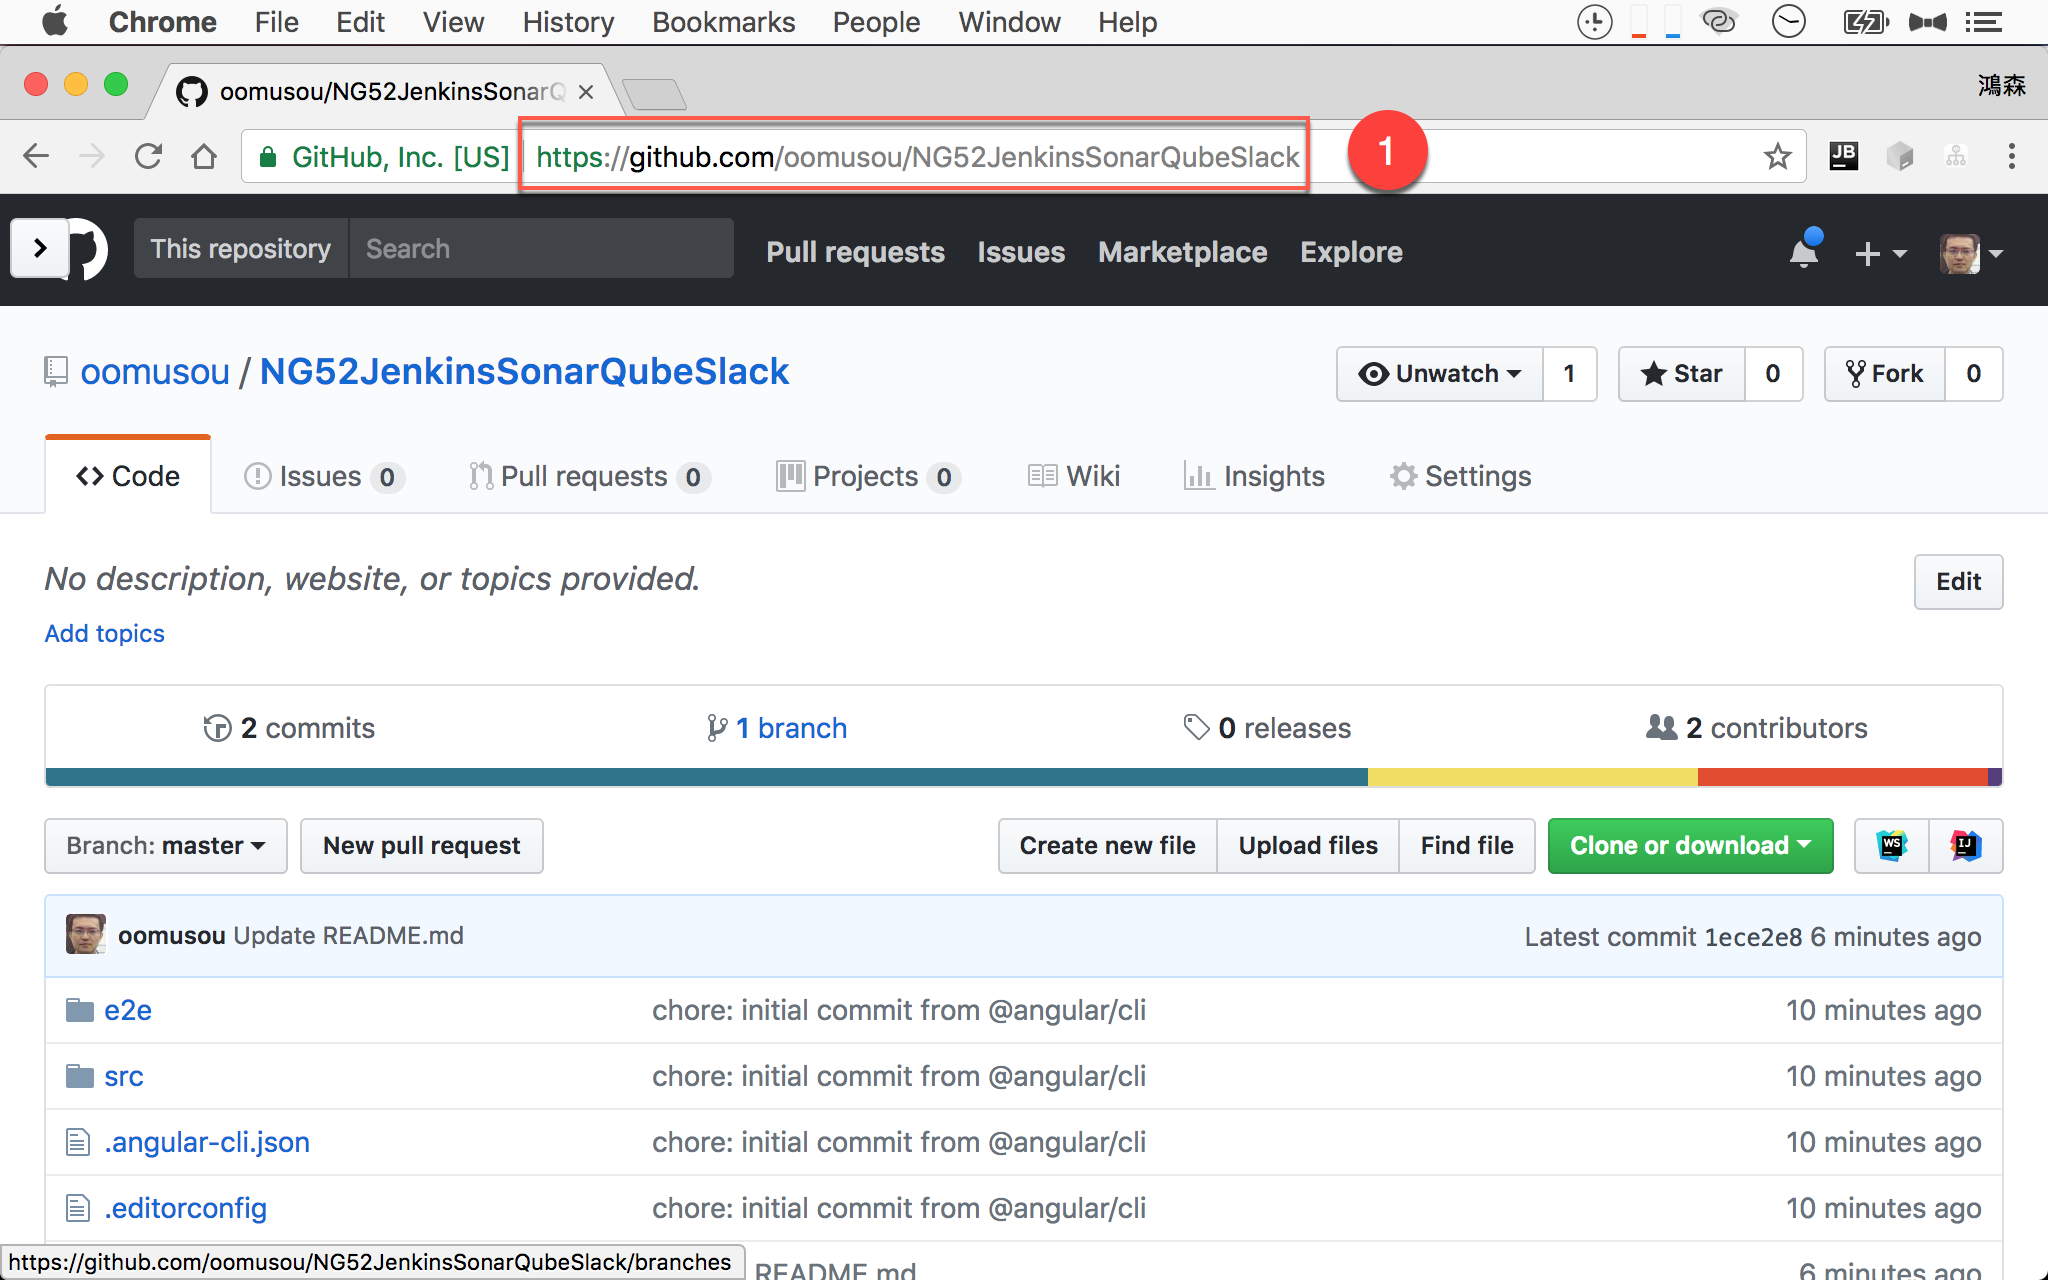 Chrome File Edit View History Bookmarks People Window Help
oomusou/NG52JenkinsSonarQ
鴻森
GitHub, Inc. [US] https://github.com/oomusou/NG52JenkinsSonarQubeSlack 1 JB
This repository Search Pull requests Issues Marketplace Explore
oomusou / NG52JenkinsSonarQubeSlack Unwatch 1 Star 0 Fork 0
Code Issues 0 Pull requests 0 Projects 0 Wiki Insights Settings
No description, website, or topics provided. Edit
Add topics
2 commits 1 branch 0 releases 2 contributors
Branch: master New pull request Create new file Upload files Find file Clone or download WS IJ
oomusou Update README.md Latest commit 1ece2e8 6 minutes ago
e2e chore: initial commit from @angular/cli 10 minutes ago
src chore: initial commit from @angular/cli 10 minutes ago
.angular-cli.json chore: initial commit from @angular/cli 10 minutes ago
.editorconfig chore: initial commit from @angular/cli 10 minutes ago
https://github.com/oomusou/NG52JenkinsSonarQubeSlack/branches README.md 6 minutes ago